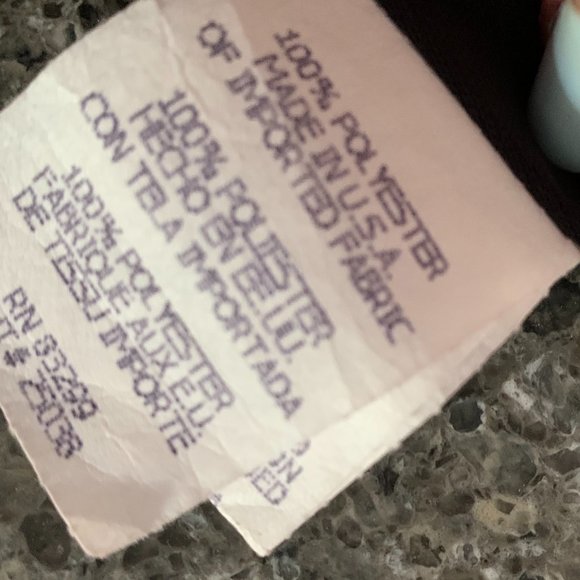 100% POLYESTER
MADE IN U.S.A.
OF IMPORTED FABRIC
100% POLIESTER
HECHO EN EE UU.
CON TELA IMPORTADA
100% POLYESTER
FABRIQUE AUX E.U.
DE TISSU IMPORTE
RN 83299
# 25038